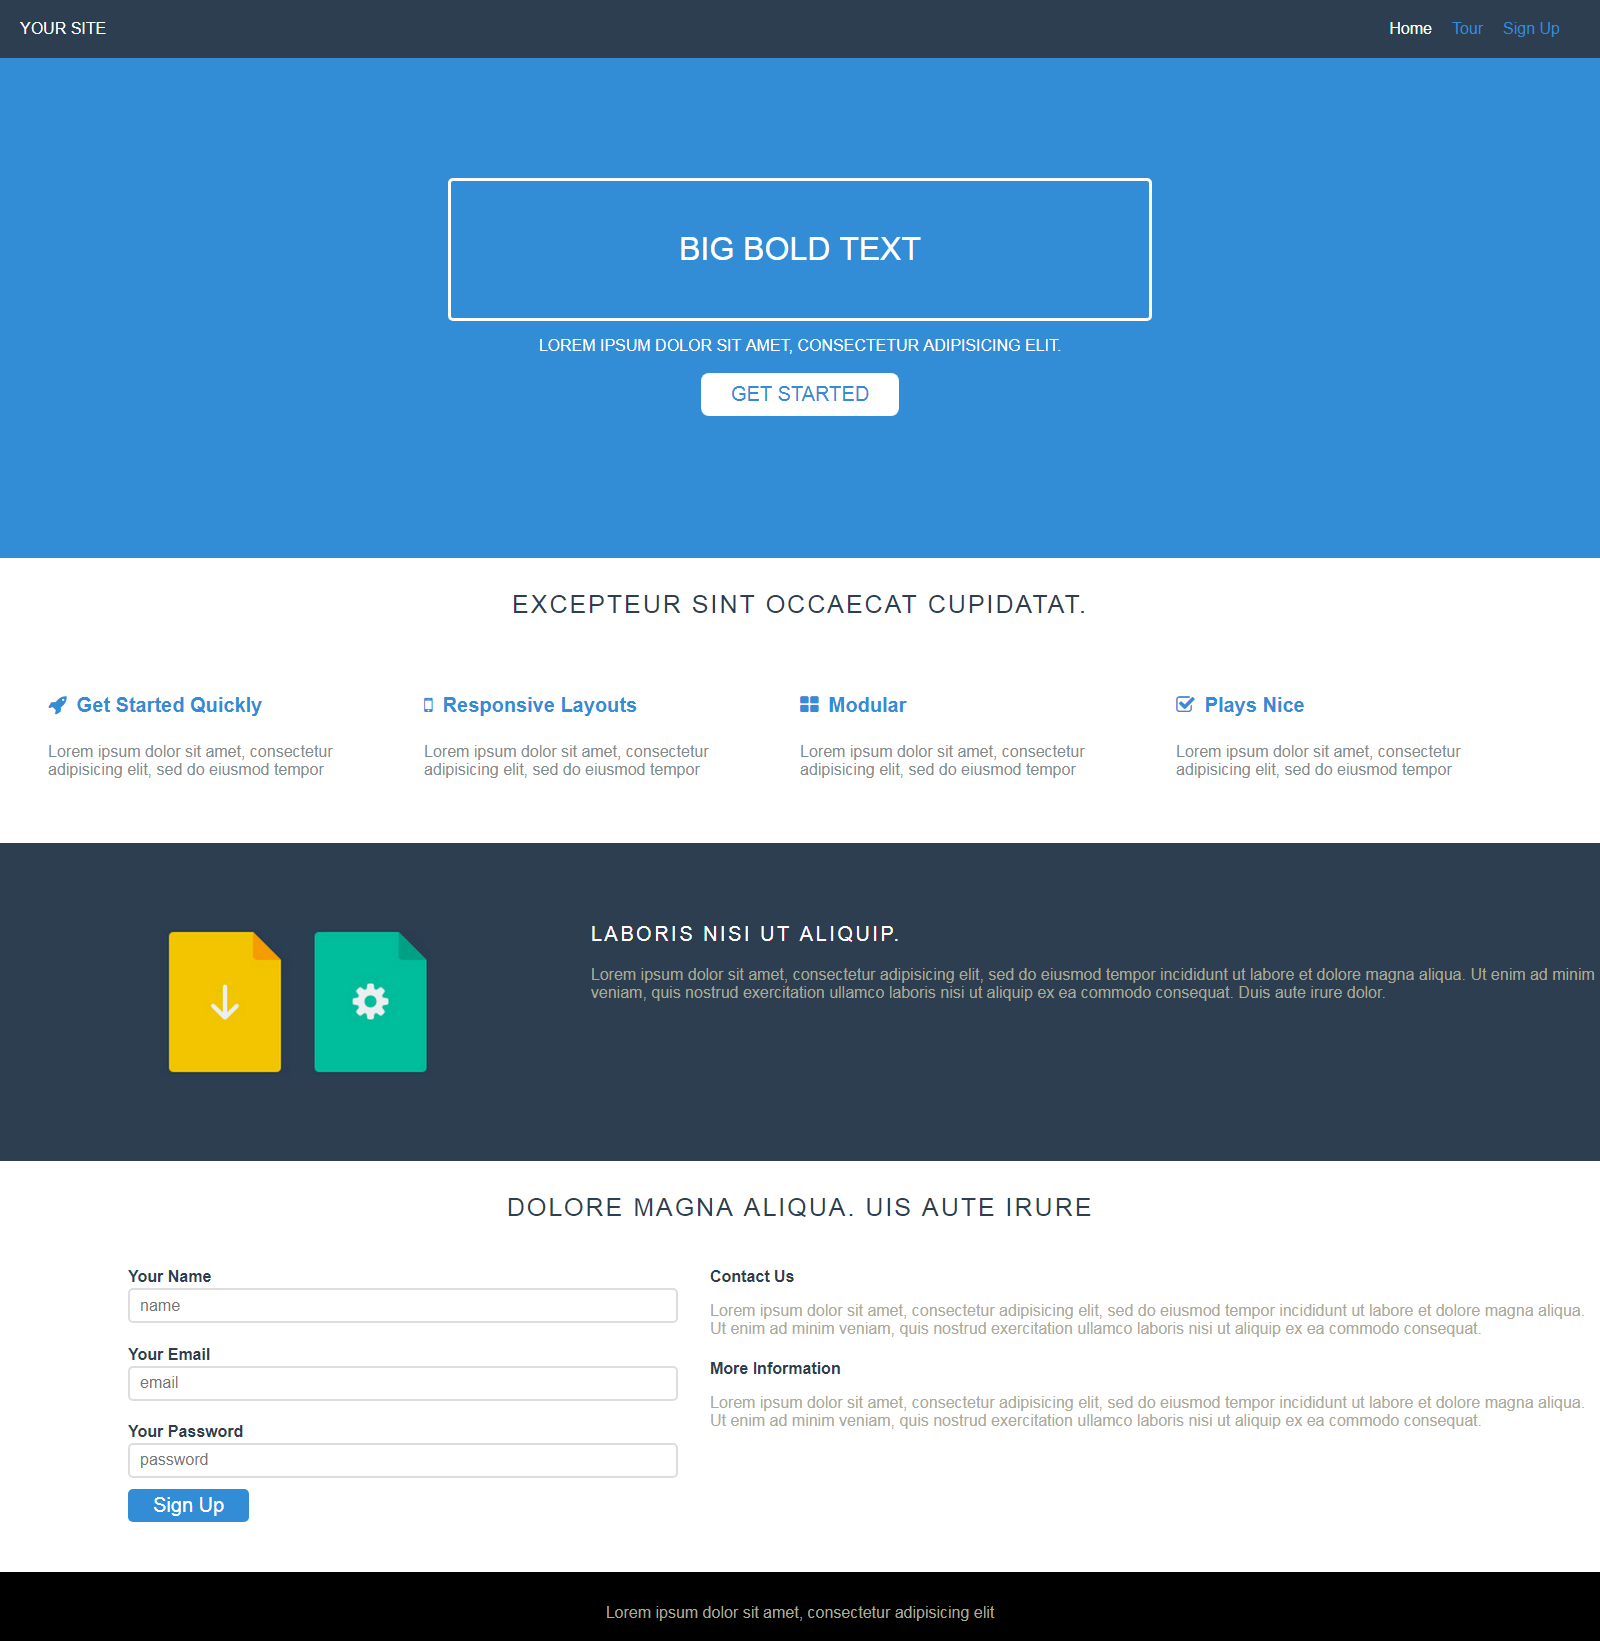 YOUR SITE
Home Tour Sign Up
BIG BOLD TEXT
LOREM IPSUM DOLOR SIT AMET, CONSECTETUR ADIPISICING ELIT.
GET STARTED
EXCEPTEUR SINT OCCAECAT CUPIDATAT.
Get Started Quickly
Lorem ipsum dolor sit amet, consectetur
adipisicing elit, sed do eiusmod tempor
Responsive Layouts
Lorem ipsum dolor sit amet, consectetur
adipisicing elit, sed do eiusmod tempor
Modular
Lorem ipsum dolor sit amet, consectetur
adipisicing elit, sed do eiusmod tempor
Plays Nice
Lorem ipsum dolor sit amet, consectetur
adipisicing elit, sed do eiusmod tempor
LABORIS NISI UT ALIQUIP.
Lorem ipsum dolor sit amet, consectetur adipisicing elit, sed do eiusmod tempor incididunt ut labore et dolore magna aliqua. Ut enim ad minim
veniam, quis nostrud exercitation ullamco laboris nisi ut aliquip ex ea commodo consequat. Duis aute irure dolor.
DOLORE MAGNA ALIQUA. UIS AUTE IRURE
Your Name
name
Your Email
email
Your Password
password
Sign Up
Contact Us
Lorem ipsum dolor sit amet, consectetur adipisicing elit, sed do eiusmod tempor incididunt ut labore et dolore magna aliqua.
Ut enim ad minim veniam, quis nostrud exercitation ullamco laboris nisi ut aliquip ex ea commodo consequat.
More Information
Lorem ipsum dolor sit amet, consectetur adipisicing elit, sed do eiusmod tempor incididunt ut labore et dolore magna aliqua.
Ut enim ad minim veniam, quis nostrud exercitation ullamco laboris nisi ut aliquip ex ea commodo consequat.
Lorem ipsum dolor sit amet, consectetur adipisicing elit